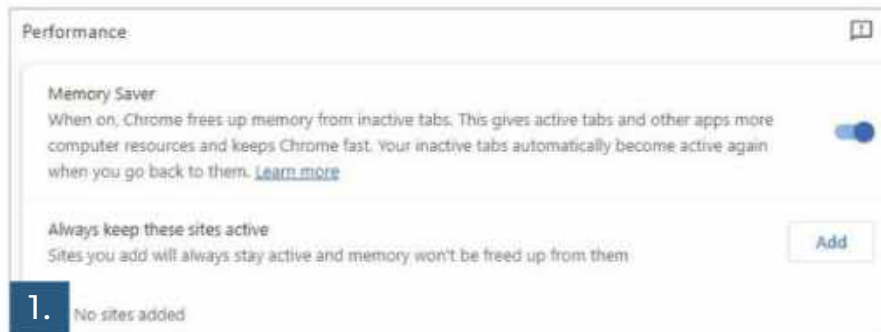 Performance
Memory Saver
When on, Chrome frees up memory from inactive tabs. This gives active tabs and other apps more
computer resources and keeps Chrome fast. Your inactive tabs automatically become active again
when you go back to them. Learn more
Always keep these sites active
Sites you add will always stay active and memory won't be freed up from them
Add
1.
No sites added